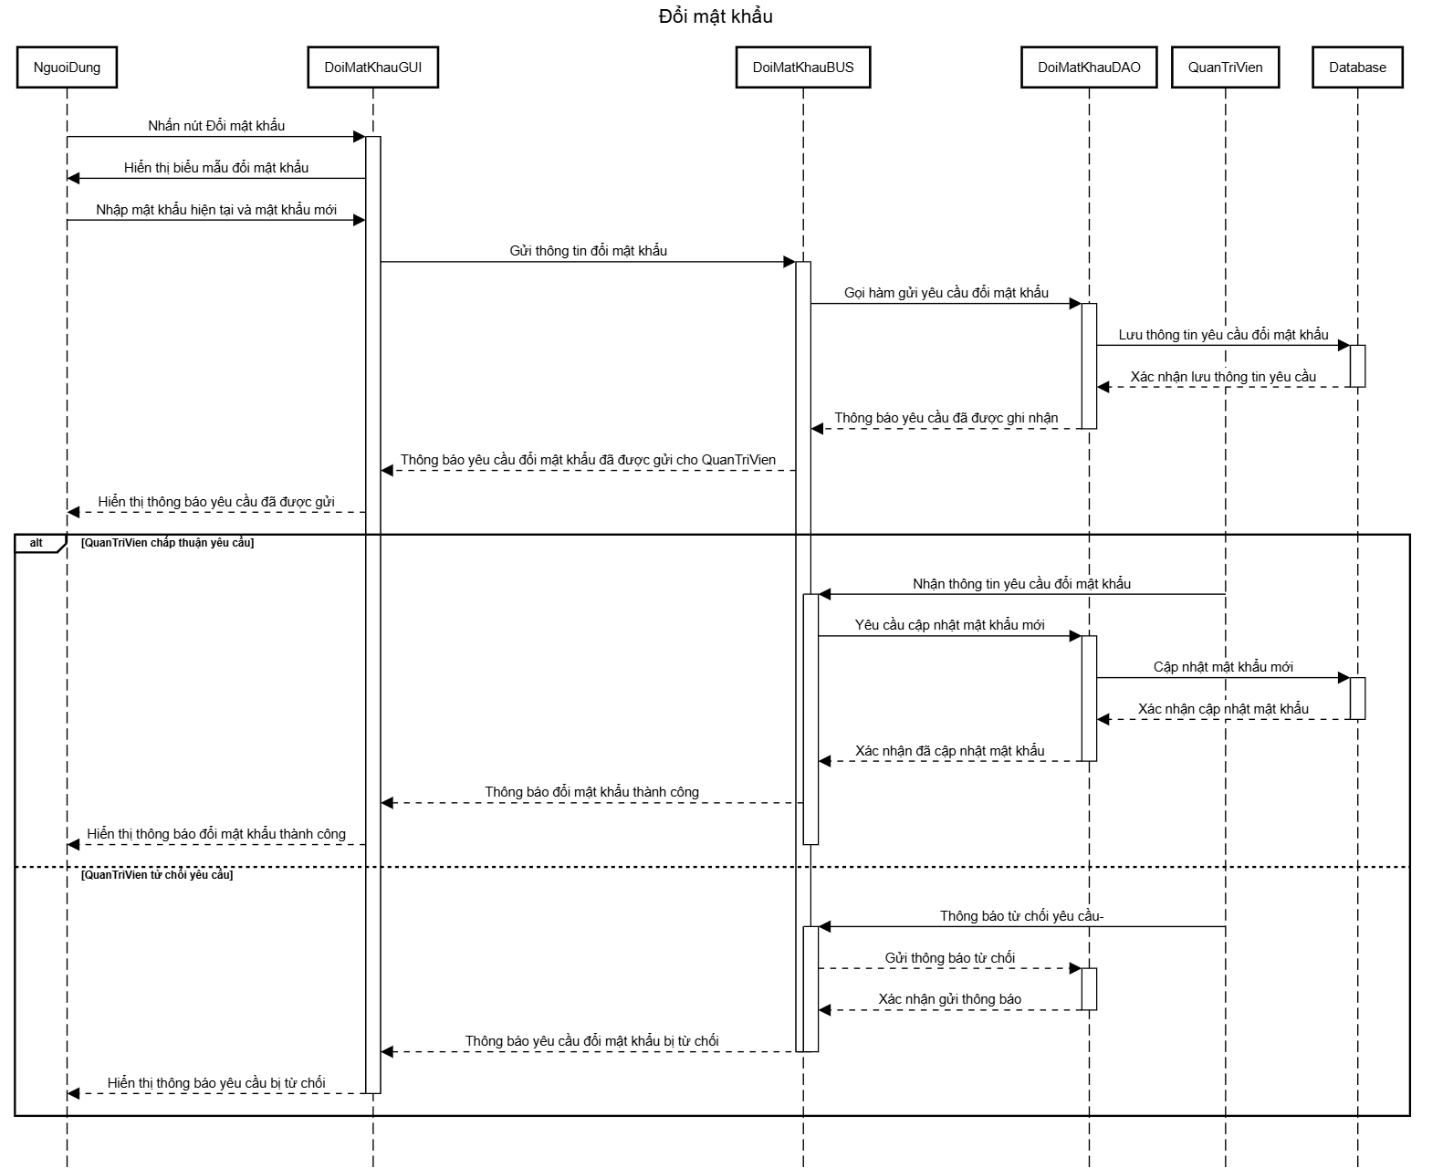 Đổi mật khẩu
NguoiDung
DoiMatKhauGUI
DoiMatKhauBUS
DoiMatKhauDAO
QuanTriVien
Database
Nhấn nút Đổi mật khẩu
Hiển thị biểu mẫu đổi mật khẩu
Nhập mật khẩu hiện tại và mật khẩu mới
Gửi thông tin đổi mật khẩu
Gọi hàm gửi yêu cầu đổi mật khẩu
Lưu thông tin yêu cầu đổi mật khẩu
Xác nhận lưu thông tin yêu cầu
Thông báo yêu cầu đã được ghi nhận
Thông báo yêu cầu đổi mật khẩu đã được gửi cho QuanTriVien
Hiển thị thông báo yêu cầu đã được gửi
alt
[QuanTriVien chấp thuận yêu cầu]
Nhận thông tin yêu cầu đổi mật khẩu
Yêu cầu cập nhật mật khẩu mới
Cập nhật mật khẩu mới
Xác nhận cập nhật mật khẩu
Xác nhận đã cập nhật mật khẩu
Thông báo đổi mật khẩu thành công
Hiển thị thông báo đổi mật khẩu thành công
[QuanTriVien từ chối yêu cầu]
Thông báo từ chối yêu cầu-
Gửi thông báo từ chối
Xác nhận gửi thông báo
Thông báo yêu cầu đổi mật khẩu bị từ chối
Hiển thị thông báo yêu cầu bị từ chối